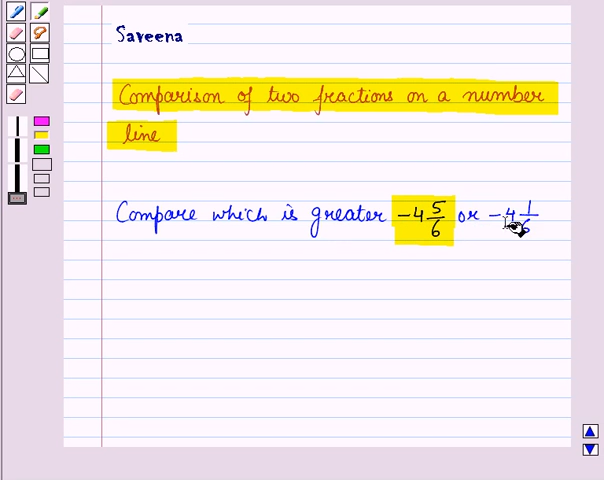 Saveena
Comparison of two fractions on a number
line
Compare which is greater -4 5/6 or -4 1/6